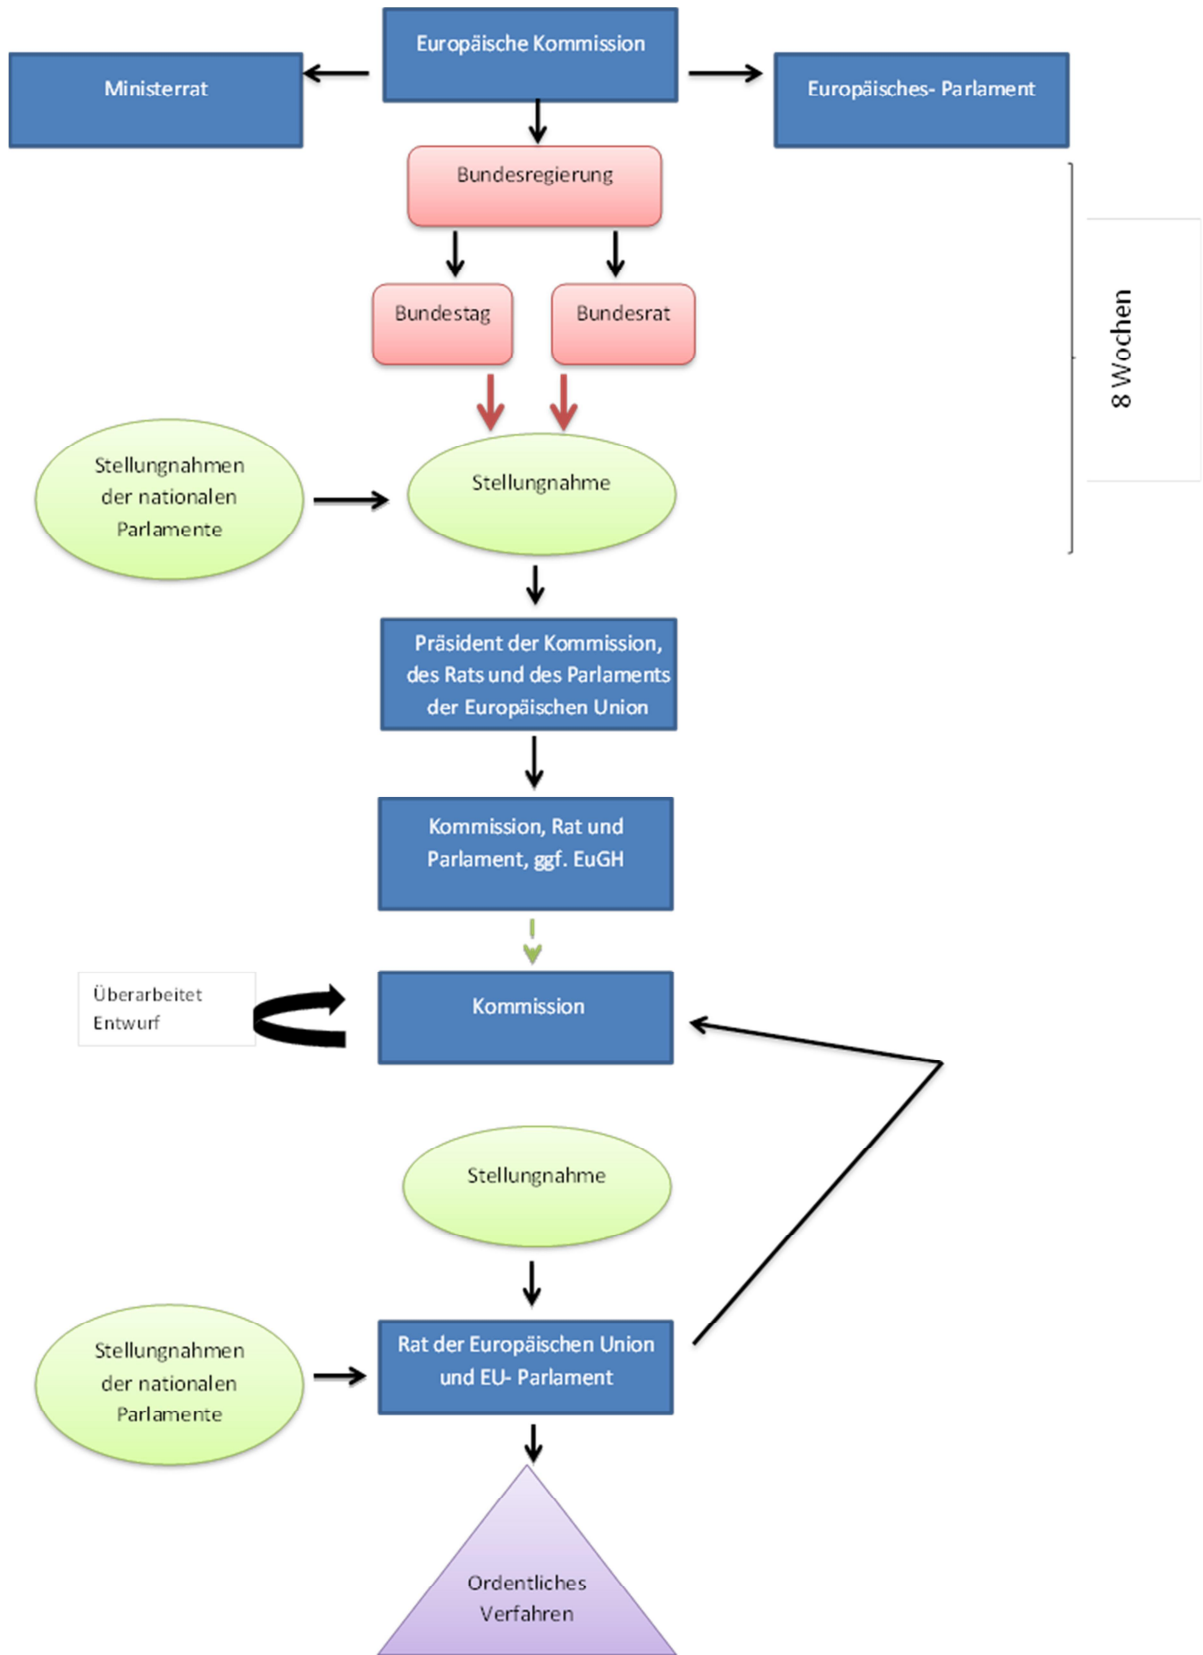 Europäische Kommission
Ministerrat
Europäisches- Parlament
Bundesregierung
Bundestag
Bundesrat
8 Wochen
Stellungnahmen
der nationalen
Parlamente
Stellungnahme
Präsident der Kommission,
des Rats und des Parlaments
der Europäischen Union
Kommission, Rat und
Parlament, ggf. EuGH
Überarbeitet
Entwurf
Kommission
Stellungnahme
Stellungnahmen
der nationalen
Parlamente
Rat der Europäischen Union
und EU- Parlament
Ordentliches
Verfahren